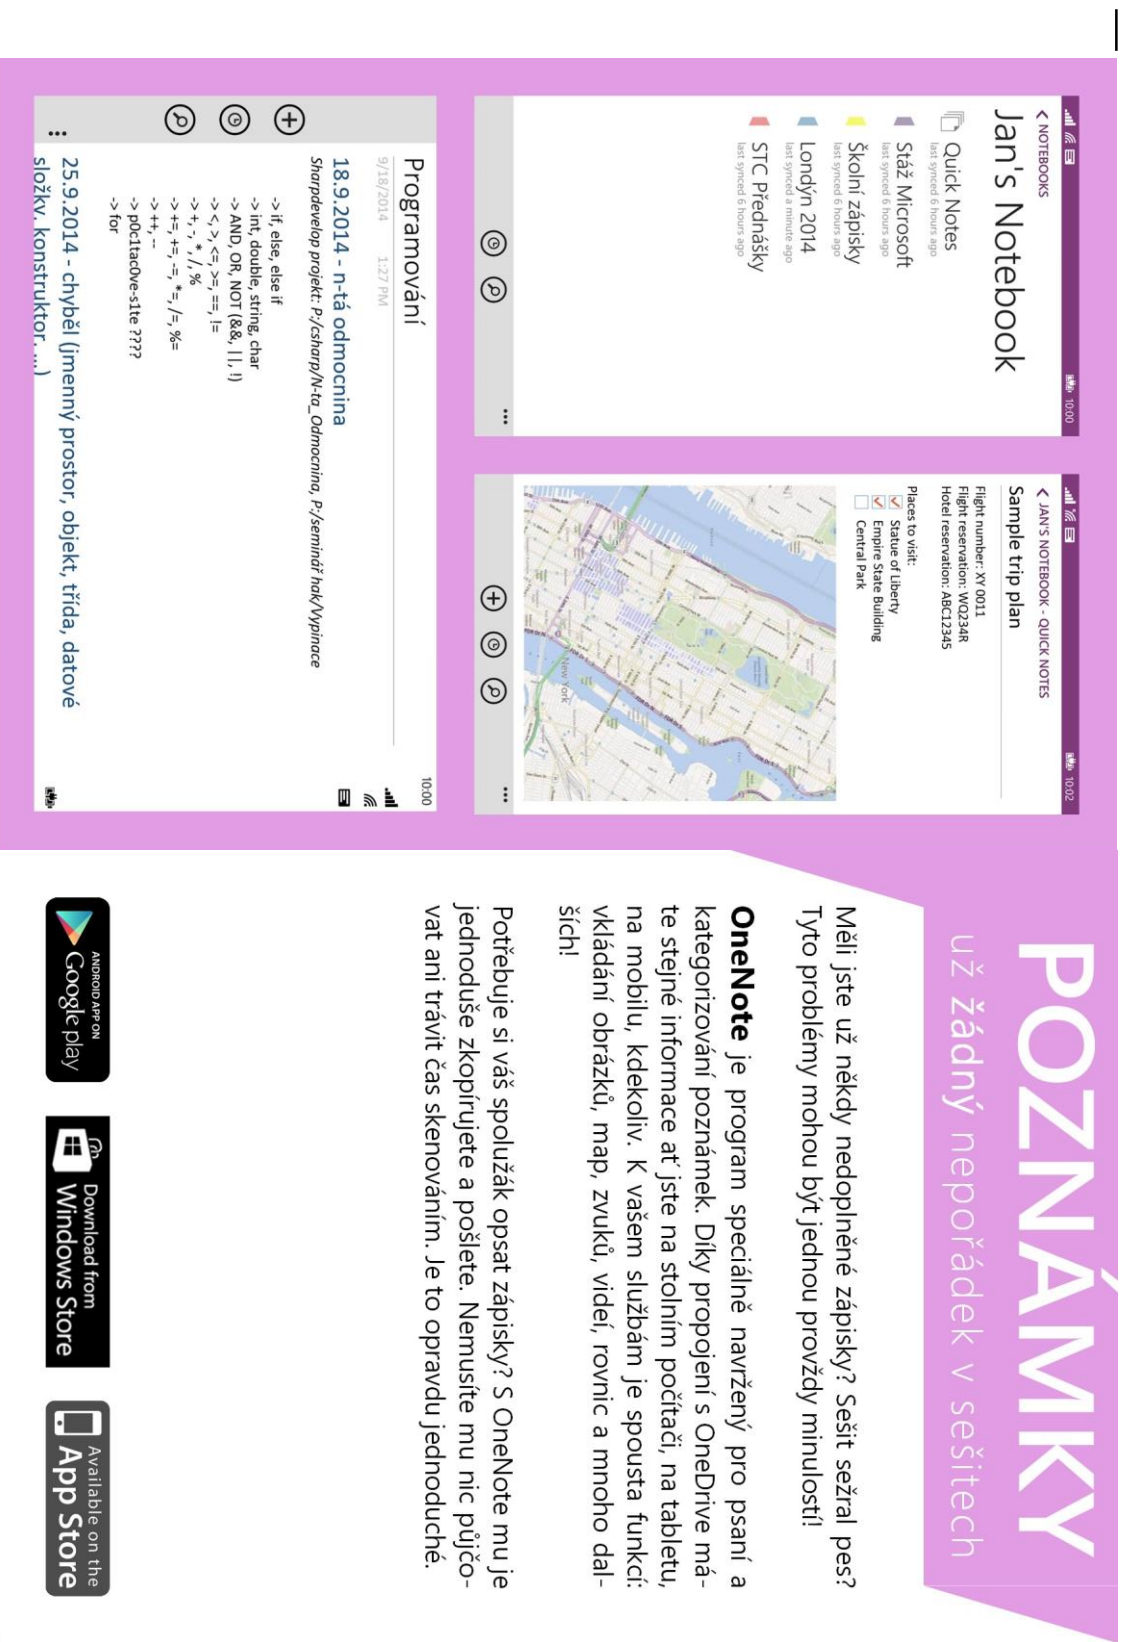 10:00
< NOTEBOOKS
Jan's Notebook
Quick Notes
last synced 6 hours ago
Stáž Microsoft
last synced 6 hours ago
Školní zápisky
last synced 6 hours ago
Londýn 2014
last synced a minute ago
STC Přednášky
last synced 6 hours ago
10:02
< JAN'S NOTEBOOK - QUICK NOTES
Sample trip plan
Flight number: XY 0011
Flight reservation: WQ234R
Hotel reservation: ABC12345
Places to visit:
Statue of Liberty
Empire State Building
Central Park
New York
10:00
Programování
9/18/2014 1:27 PM
18.9.2014 - n-tá odmocnina
Sharpdevelop projekt: P:/csharp/N-ta_Odmocnina, P:/seminář hak/Vypinace
-> if, else, else if
-> int, double, string, char
-> AND, OR, NOT (&&, ||, !)
-> <, >, <=, >=, ==, !=
-> +, -, *, /, %
-> +=, +=, -=, *=, /=, %=
-> ++, --
-> p0c1tac0ve-s1te ????
-> for
25.9.2014 - chyběl (jmenný prostor, objekt, třída, datové
složky, konstruktor, ...)
POZNÁMKY
už žádný nepořádek v sešitech
Měli jste už někdy nedoplněné zápisky? Sešit sežral pes?
Tyto problémy mohou být jednou provždy minulostí!
OneNote je program speciálně navržený pro psaní a
kategorizování poznámek. Díky propojení s OneDrive má-
te stejné informace ať jste na stolním počítači, na tabletu,
na mobilu, kdekoliv. K vašem službám je spousta funkcí:
vkládání obrázků, map, zvuků, videí, rovnic a mnoho dal-
ších!
Potřebuje si váš spolužák opsat zápisky? S OneNote mu je
jednoduše zkopírujete a pošlete. Nemusíte mu nic půjčo-
vat ani trávit čas skenováním. Je to opravdu jednoduché.
ANDROID APP ON
Google play
Download from
Windows Store
Available on the
App Store